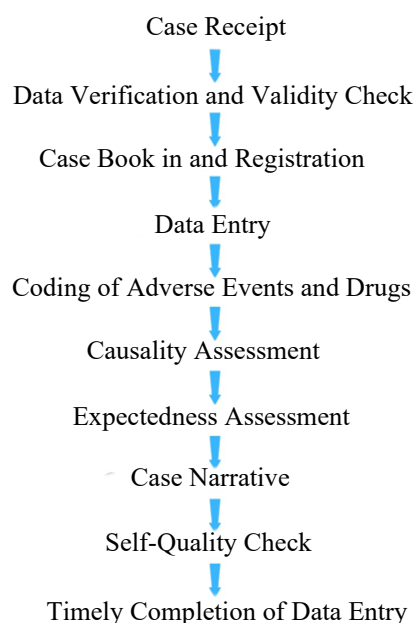 Case Receipt
Data Verification and Validity Check
Case Book in and Registration
Data Entry
Coding of Adverse Events and Drugs
Causality Assessment
Expectedness Assessment
Case Narrative
Self-Quality Check
Timely Completion of Data Entry